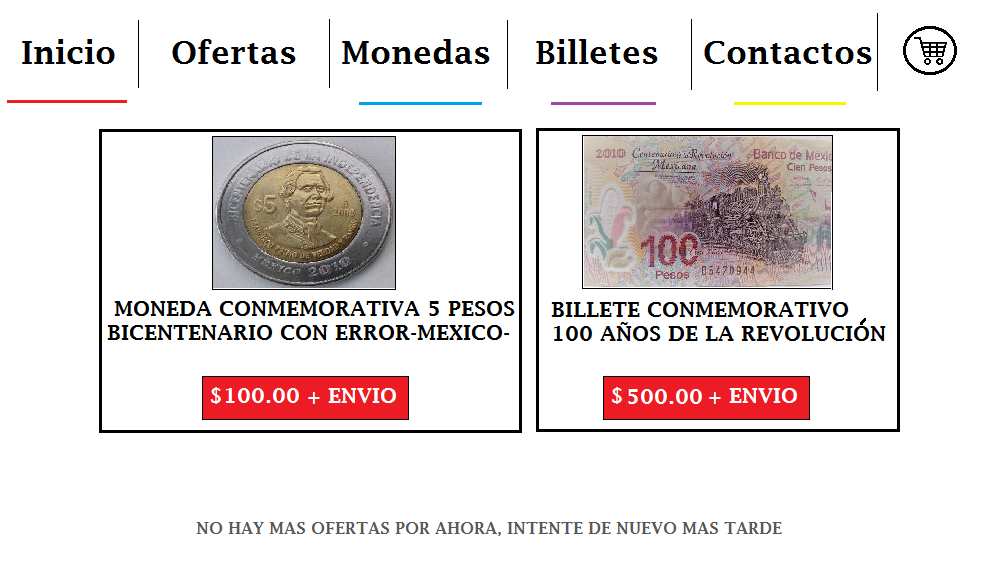 Inicio
Ofertas
Monedas
Billetes
Contactos
BICENTENARIO DE LA INDEPENDENCIA
$5
2008
MÉXICO 2010
2010
Centenario de la Revolución
Mexicana
Banco de Méxic
Cien Pesos
100
Pesos
MONEDA CONMEMORATIVA 5 PESOS
BICENTENARIO CON ERROR-MEXICO-
$100.00 + ENVIO
BILLETE CONMEMORATIVO
100 AÑOS DE LA REVOLUCIÓN
$500.00 + ENVIO
NO HAY MAS OFERTAS POR AHORA, INTENTE DE NUEVO MAS TARDE